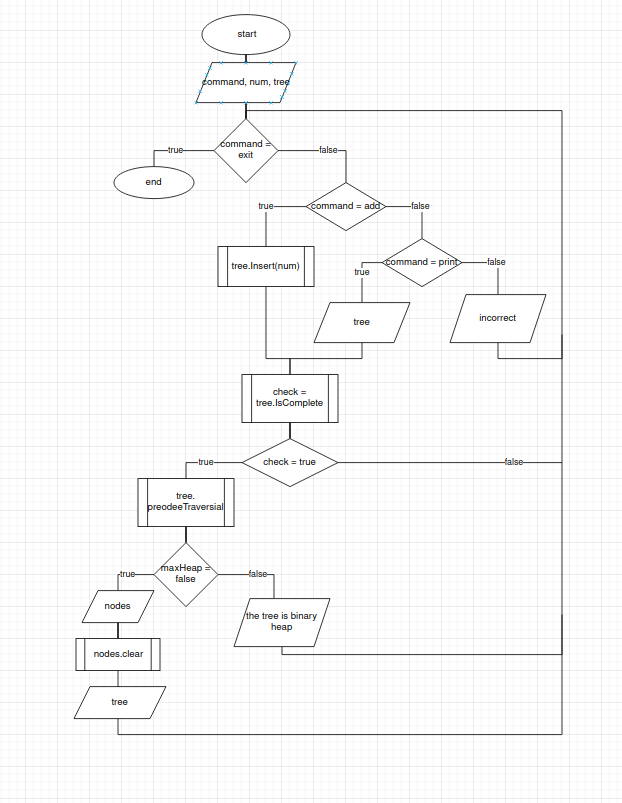 start
command, num, tree
command =
exit
true
false
end
command = add
true
false
tree.Insert(num)
command = print
true
false
tree
incorrect
check =
tree.IsComplete
check = true
true
false
tree.
preodeeTraversial
maxHeap =
false
true
false
nodes
the tree is binary
heap
nodes.clear
tree